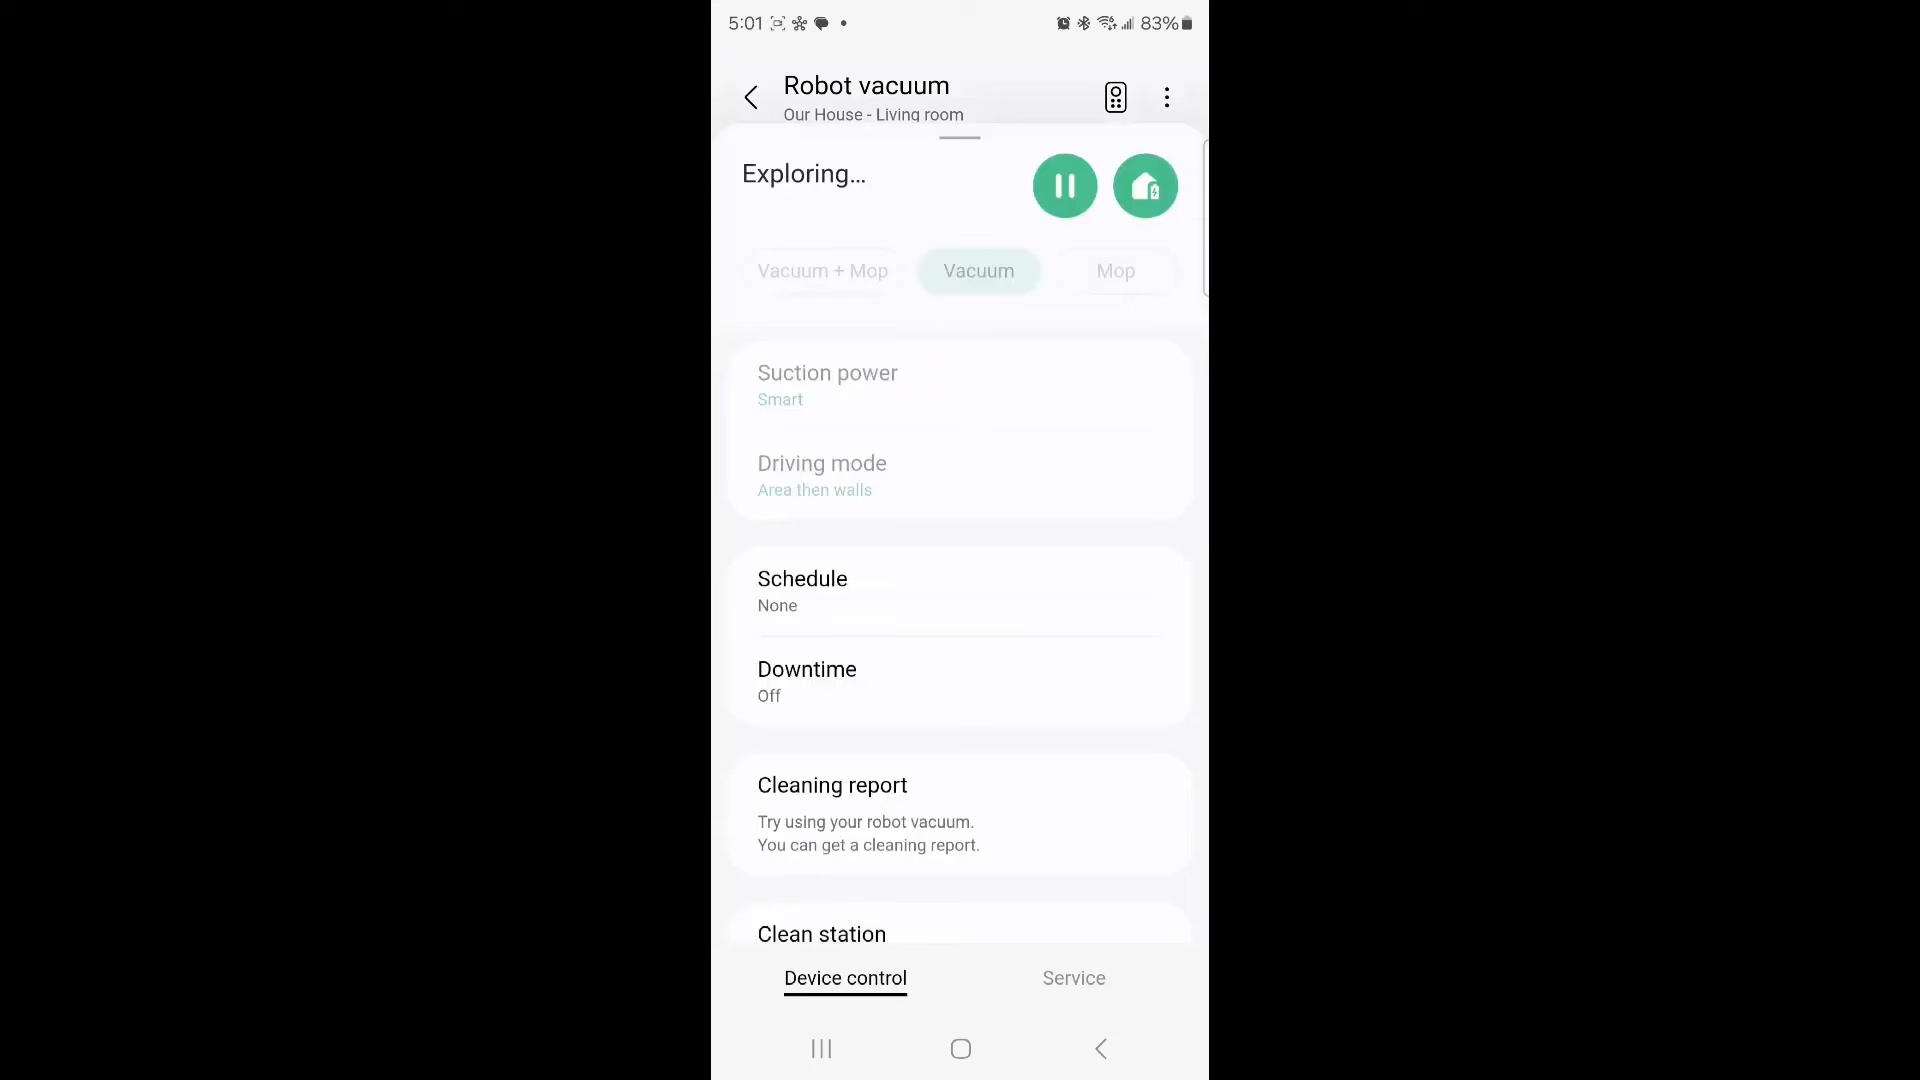 5:01
83%
Robot vacuum
Our House - Living room
Exploring...
Vacuum + Mop
Vacuum
Mop
Suction power
Smart
Driving mode
Area then walls
Schedule
None
Downtime
Off
Cleaning report
Try using your robot vacuum.
You can get a cleaning report.
Clean station
Device control
Service